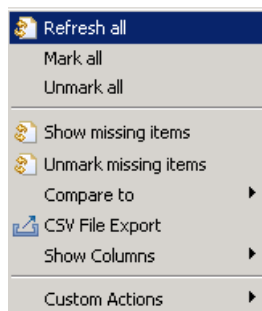 Refresh all
Mark all
Unmark all
Show missing items
Unmark missing items
Compare to
CSV File Export
Show Columns
Custom Actions